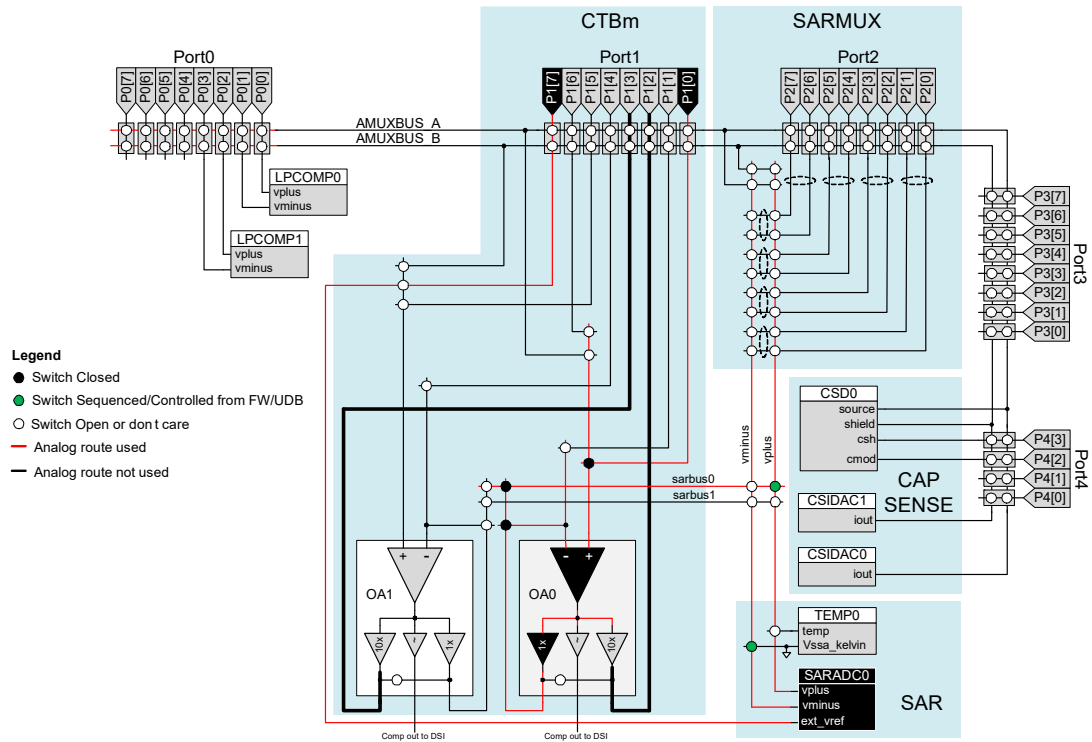 CTBm
SARMUX
Port0
Port1
Port2
P0[7]
P0[6]
P0[5]
P0[4]
P0[3]
P0[2]
P0[1]
P0[0]
P1[7]
P1[6]
P1[5]
P1[4]
P1[3]
P1[2]
P1[1]
P1[0]
P2[7]
P2[6]
P2[5]
P2[4]
P2[3]
P2[2]
P2[1]
P2[0]
AMUXBUS_A
AMUXBUS_B
LPCOMP0
vplus
vminus
LPCOMP1
vplus
vminus
P3[7]
P3[6]
P3[5]
P3[4]
P3[3]
P3[2]
P3[1]
P3[0]
Port3
Legend
Switch Closed
Switch Sequenced/Controlled from FW/UDB
Switch Open or don t care
Analog route used
Analog route not used
CSD0
source
shield
csh
cmod
P4[3]
P4[2]
P4[1]
P4[0]
Port4
CAP
SENSE
CSIDAC1
iout
CSIDAC0
iout
vminus
vplus
sarbus0
sarbus1
+ -
- +
OA1
OA0
10x
~
1x
1x
~
10x
TEMP0
temp
Vssa_kelvin
SARADC0
vplus
vminus
ext_vref
SAR
Comp out to DSI
Comp out to DSI